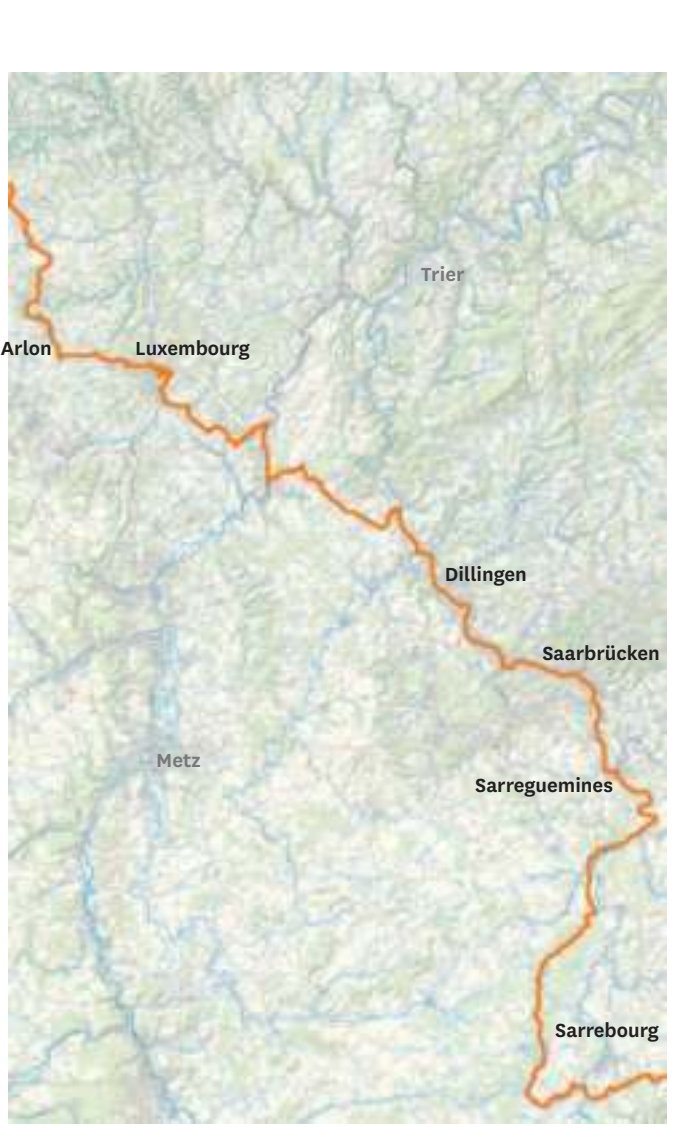 Trier
Arlon
Luxembourg
Dillingen
Saarbrücken
Metz
Sarreguemines
Sarrebourg